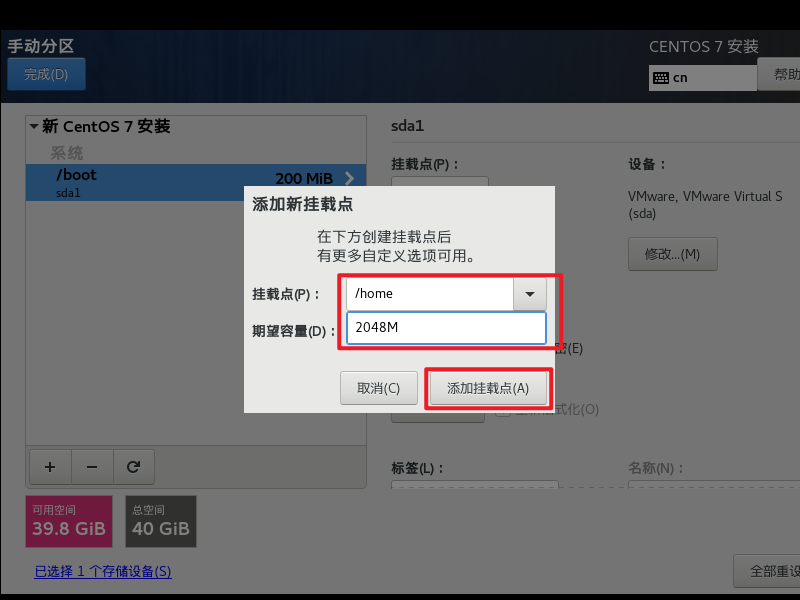 手动分区
CENTOS 7 安装
完成(D)
cn
帮助
新 CentOS 7 安装
系统
/boot
200 MiB
sda1
sda1
挂载点(P)：
设备：
VMware, VMware Virtual S
(sda)
修改...(M)
添加新挂载点
在下方创建挂载点后
有更多自定义选项可用。
挂载点(P)：
/home
期望容量(D)：
2048M
密(E)
取消(C)
添加挂载点(A)
式化(O)
标签(L)：
名称(N)：
可用空间
39.8 GiB
总空间
40 GiB
已选择 1 个存储设备(S)
全部重设